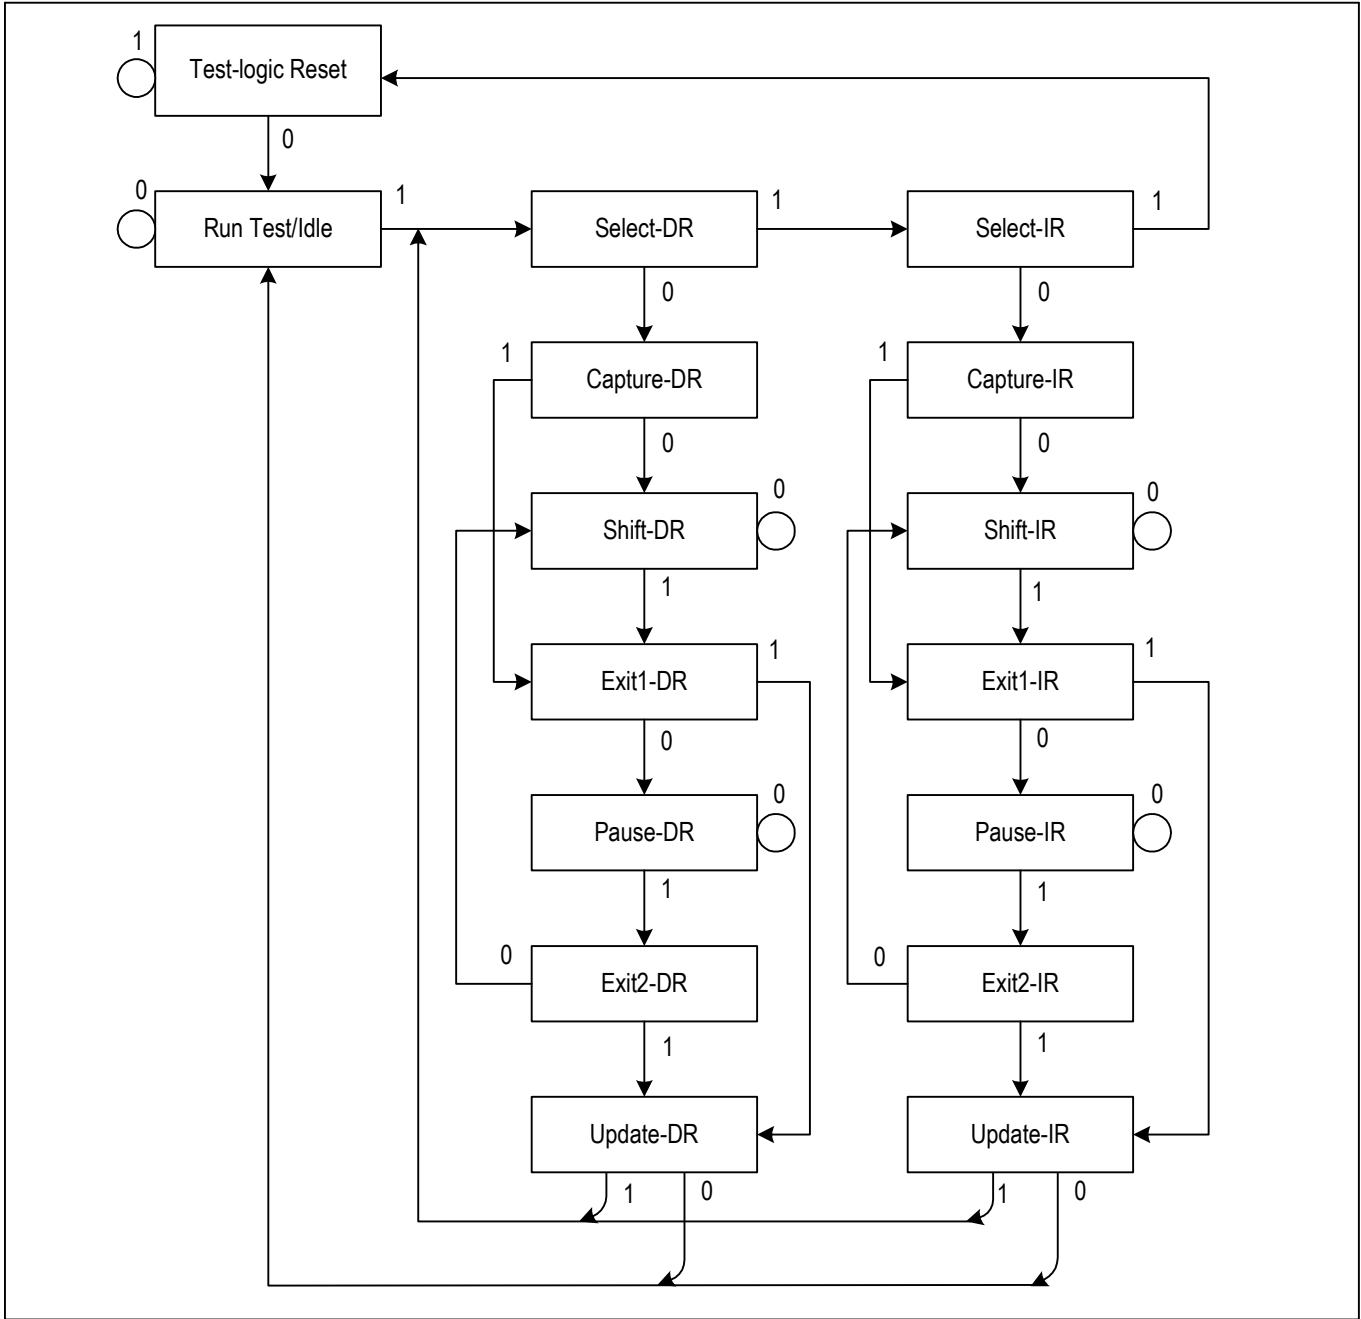 1
Test-logic Reset
0
0
Run Test/Idle
1
Select-DR
1
Select-IR
1
0
0
1
Capture-DR
1
Capture-IR
0
0
Shift-DR
0
Shift-IR
0
1
1
Exit1-DR
1
Exit1-IR
1
0
0
Pause-DR
0
Pause-IR
0
1
1
0
Exit2-DR
0
Exit2-IR
1
1
Update-DR
Update-IR
1
0
1
0